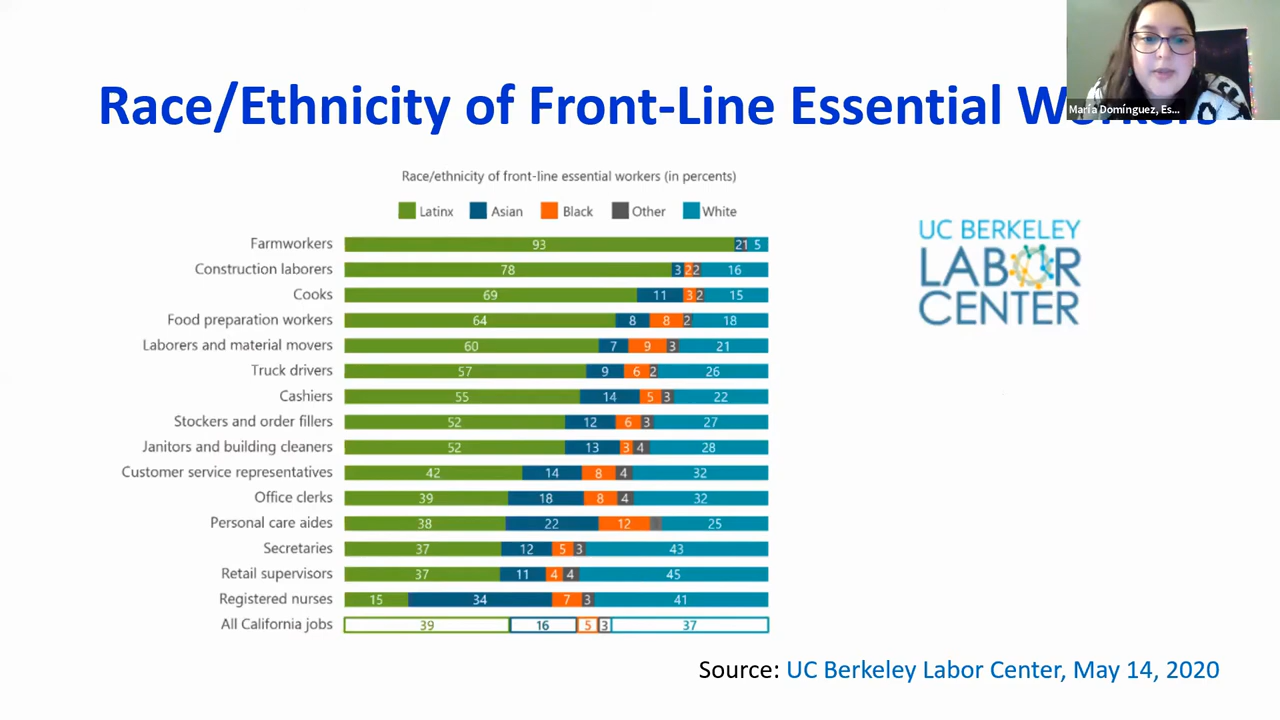 Race/Ethnicity of Front-Line Essential Workers
María Domínguez, Es...
Race/ethnicity of front-line essential workers (in percents)
Latinx Asian Black Other White
Farmworkers 93 2 1 5
Construction laborers 78 3 2 2 16
Cooks 69 11 3 2 15
Food preparation workers 64 8 8 2 18
Laborers and material movers 60 7 9 3 21
Truck drivers 57 9 6 2 26
Cashiers 55 14 5 3 22
Stockers and order fillers 52 12 6 3 27
Janitors and building cleaners 52 13 3 4 28
Customer service representatives 42 14 8 4 32
Office clerks 39 18 8 4 32
Personal care aides 38 22 12 25
Secretaries 37 12 5 3 43
Retail supervisors 37 11 4 4 45
Registered nurses 15 34 7 3 41
All California jobs 39 16 5 3 37
UC BERKELEY
LABOR
CENTER
Source: UC Berkeley Labor Center, May 14, 2020